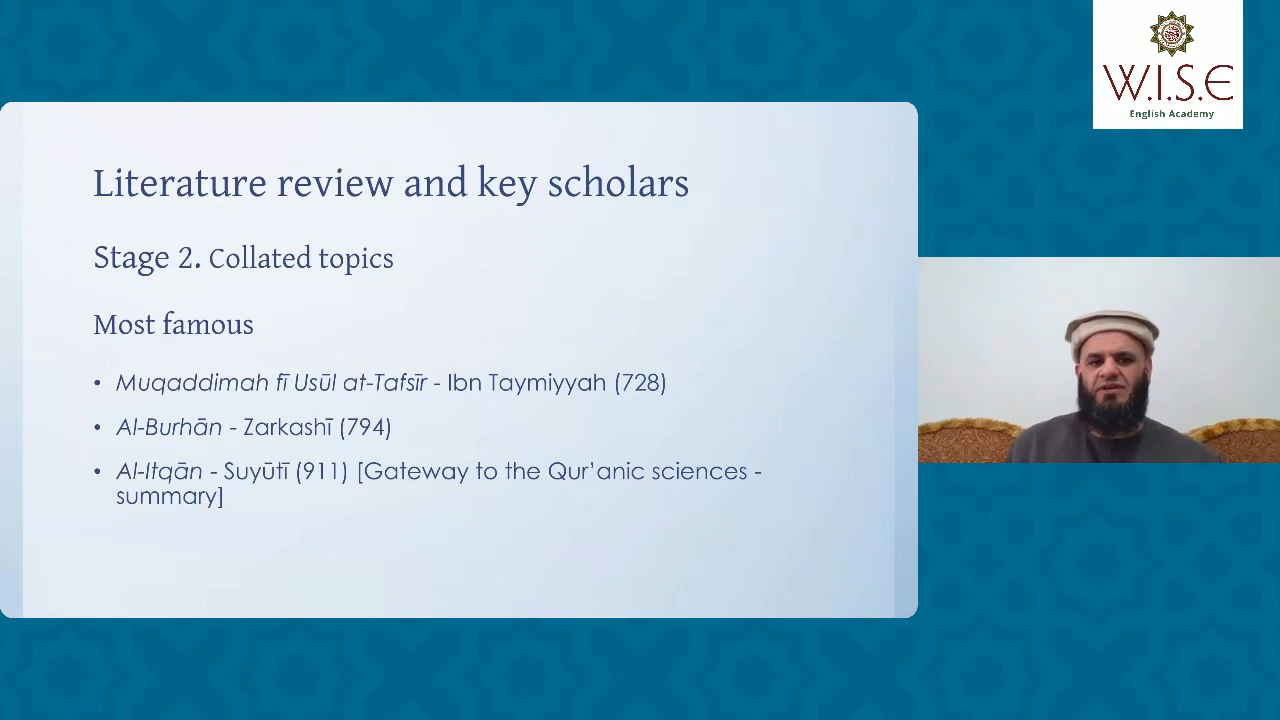 W.I.S.E
English Academy
Literature review and key scholars
Stage 2. Collated topics
Most famous
• Muqaddimah fī Usūl at-Tafsīr - Ibn Taymiyyah (728)
• Al-Burhān - Zarkashī (794)
• Al-Itqān - Suyūtī (911) [Gateway to the Qur’anic sciences -
summary]